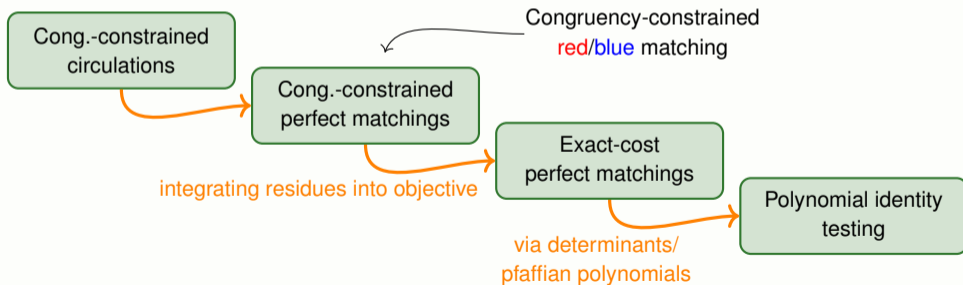 Cong.-constrained
circulations
Congruency-constrained
red/blue matching
Cong.-constrained
perfect matchings
integrating residues into objective
Exact-cost
perfect matchings
via determinants/
pfaffian polynomials
Polynomial identity
testing